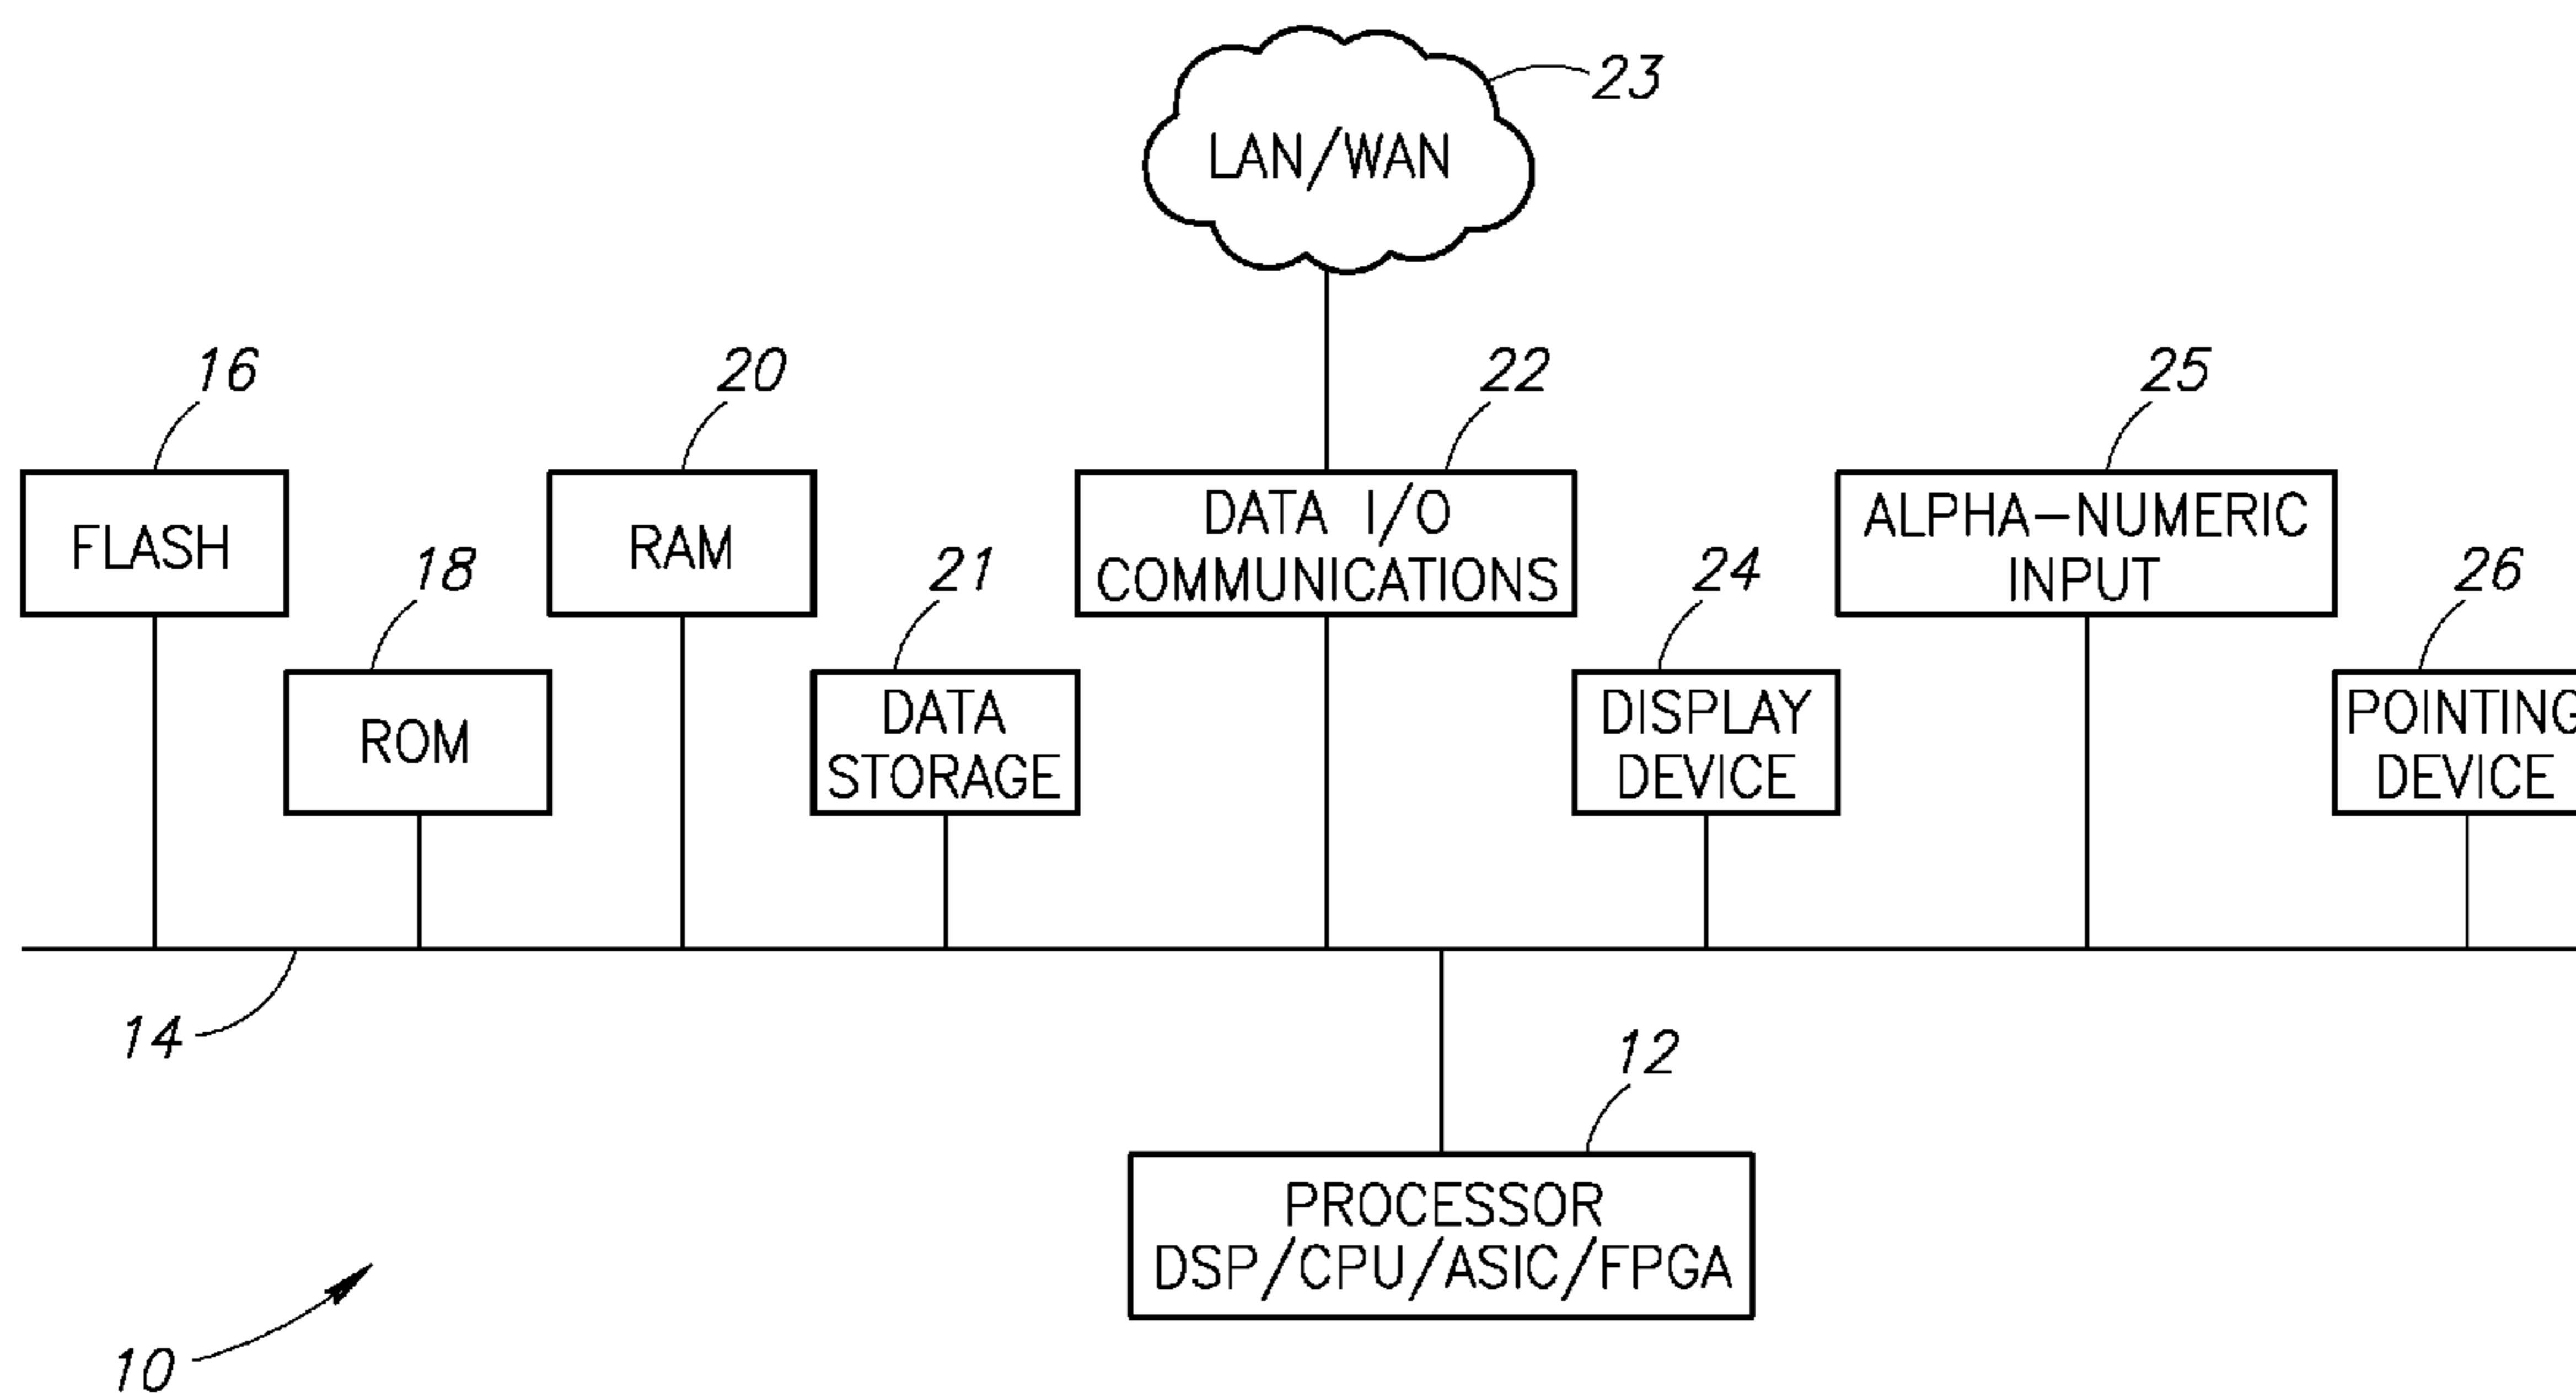 23
LAN/WAN
16
20
22
25
FLASH
RAM
DATA I/O
COMMUNICATIONS
ALPHA-NUMERIC
INPUT
18
21
24
26
ROM
DATA
STORAGE
DISPLAY
DEVICE
POINTING
DEVICE
14
12
PROCESSOR
DSP/CPU/ASIC/FPGA
10